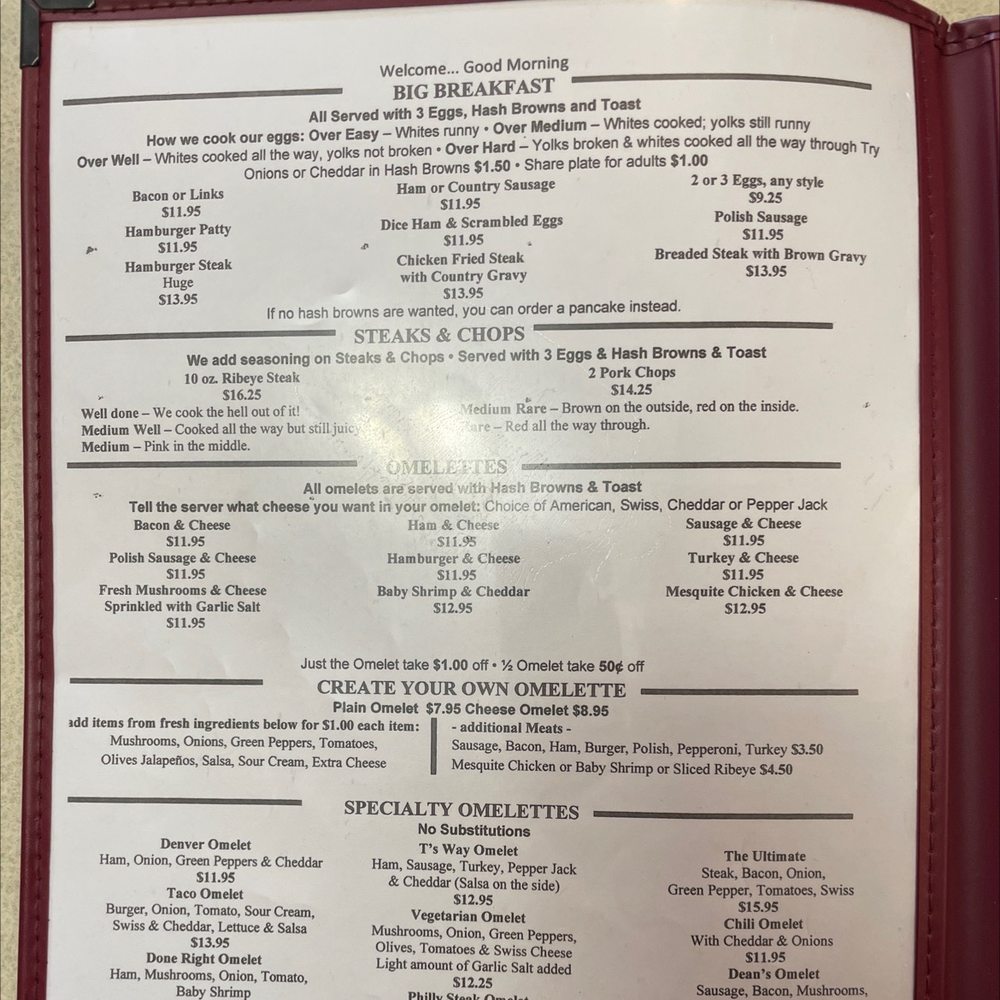 Welcome... Good Morning
BIG BREAKFAST
All Served with 3 Eggs, Hash Browns and Toast
How we cook our eggs: Over Easy – Whites runny • Over Medium – Whites cooked; yolks still runny
Over Well – Whites cooked all the way, yolks not broken • Over Hard – Yolks broken & whites cooked all the way through Try
Onions or Cheddar in Hash Browns $1.50 • Share plate for adults $1.00
Bacon or Links
$11.95
Hamburger Patty
$11.95
Hamburger Steak
Huge
$13.95
Ham or Country Sausage
$11.95
Dice Ham & Scrambled Eggs
$11.95
Chicken Fried Steak
with Country Gravy
$13.95
2 or 3 Eggs, any style
$9.25
Polish Sausage
$11.95
Breaded Steak with Brown Gravy
$13.95
If no hash browns are wanted, you can order a pancake instead.
STEAKS & CHOPS
We add seasoning on Steaks & Chops • Served with 3 Eggs & Hash Browns & Toast
10 oz. Ribeye Steak
$16.25
2 Pork Chops
$14.25
Well done – We cook the hell out of it!
Medium Well – Cooked all the way but still juicy
Medium – Pink in the middle.
Medium Rare – Brown on the outside, red on the inside.
Rare – Red all the way through.
OMELETTES
All omelets are served with Hash Browns & Toast
Tell the server what cheese you want in your omelet: Choice of American, Swiss, Cheddar or Pepper Jack
Bacon & Cheese
$11.95
Polish Sausage & Cheese
$11.95
Fresh Mushrooms & Cheese
Sprinkled with Garlic Salt
$11.95
Ham & Cheese
$11.95
Hamburger & Cheese
$11.95
Baby Shrimp & Cheddar
$12.95
Sausage & Cheese
$11.95
Turkey & Cheese
$11.95
Mesquite Chicken & Cheese
$12.95
Just the Omelet take $1.00 off • ½ Omelet take 50¢ off
CREATE YOUR OWN OMELETTE
Plain Omelet $7.95 Cheese Omelet $8.95
add items from fresh ingredients below for $1.00 each item:
Mushrooms, Onions, Green Peppers, Tomatoes,
Olives Jalapeños, Salsa, Sour Cream, Extra Cheese
- additional Meats -
Sausage, Bacon, Ham, Burger, Polish, Pepperoni, Turkey $3.50
Mesquite Chicken or Baby Shrimp or Sliced Ribeye $4.50
SPECIALTY OMELETTES
No Substitutions
Denver Omelet
Ham, Onion, Green Peppers & Cheddar
$11.95
Taco Omelet
Burger, Onion, Tomato, Sour Cream,
Swiss & Cheddar, Lettuce & Salsa
$13.95
Done Right Omelet
Ham, Mushrooms, Onion, Tomato,
Baby Shrimp
T's Way Omelet
Ham, Sausage, Turkey, Pepper Jack
& Cheddar (Salsa on the side)
$12.95
Vegetarian Omelet
Mushrooms, Onion, Green Peppers,
Olives, Tomatoes & Swiss Cheese
Light amount of Garlic Salt added
$12.25
Philly Steak Omelet
The Ultimate
Steak, Bacon, Onion,
Green Pepper, Tomatoes, Swiss
$15.95
Chili Omelet
With Cheddar & Onions
$11.95
Dean's Omelet
Sausage, Bacon, Mushrooms,